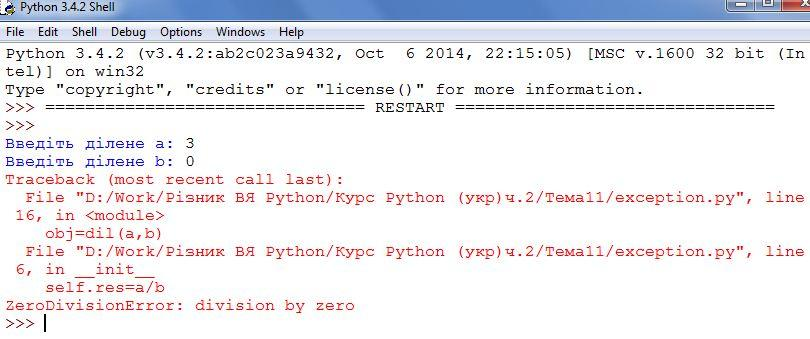 Python 3.4.2 Shell
File Edit Shell Debug Options Windows Help
Python 3.4.2 (v3.4.2:ab2c023a9432, Oct  6 2014, 22:15:05) [MSC v.1600 32 bit (In
tel)] on win32
Type "copyright", "credits" or "license()" for more information.
>>> ================================ RESTART ================================
>>>
Введіть ділене a: 3
Введіть ділене b: 0
Traceback (most recent call last):
  File "D:/Work/Різник ВЯ Python/Курс Python (укр)ч.2/Тема11/exception.py", line
 16, in <module>
    obj=dil(a,b)
  File "D:/Work/Різник ВЯ Python/Курс Python (укр)ч.2/Тема11/exception.py", line
 6, in __init__
    self.res=a/b
ZeroDivisionError: division by zero
>>>